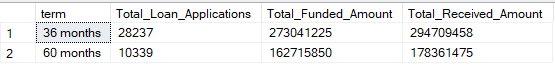 term Total_Loan_Applications Total_Funded_Amount Total_Received_Amount
1 36 months 28237 273041225 294709458
2 60 months 10339 162715850 178361475